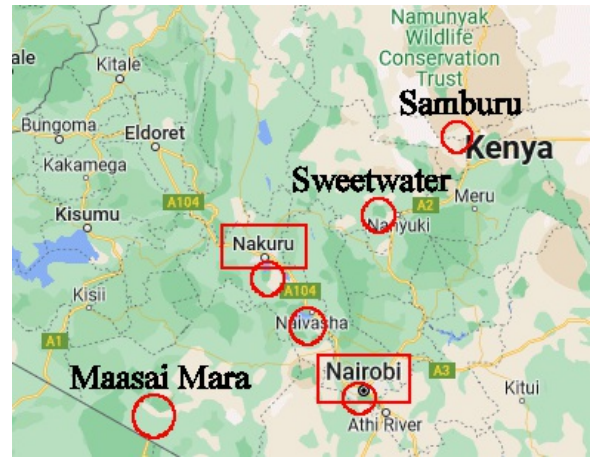 Namunyak
Wildlife
Conservation
Trust
ale
Kitale
Samburu
Bungoma
Eldoret
Kenya
Kakamega
Sweetwater
Meru
A104
A2
Kisumu
Nanyuki
Nakuru
A104
Kisii
Naivasha
A1
Nairobi
A3
Maasai Mara
Kitui
Athi River